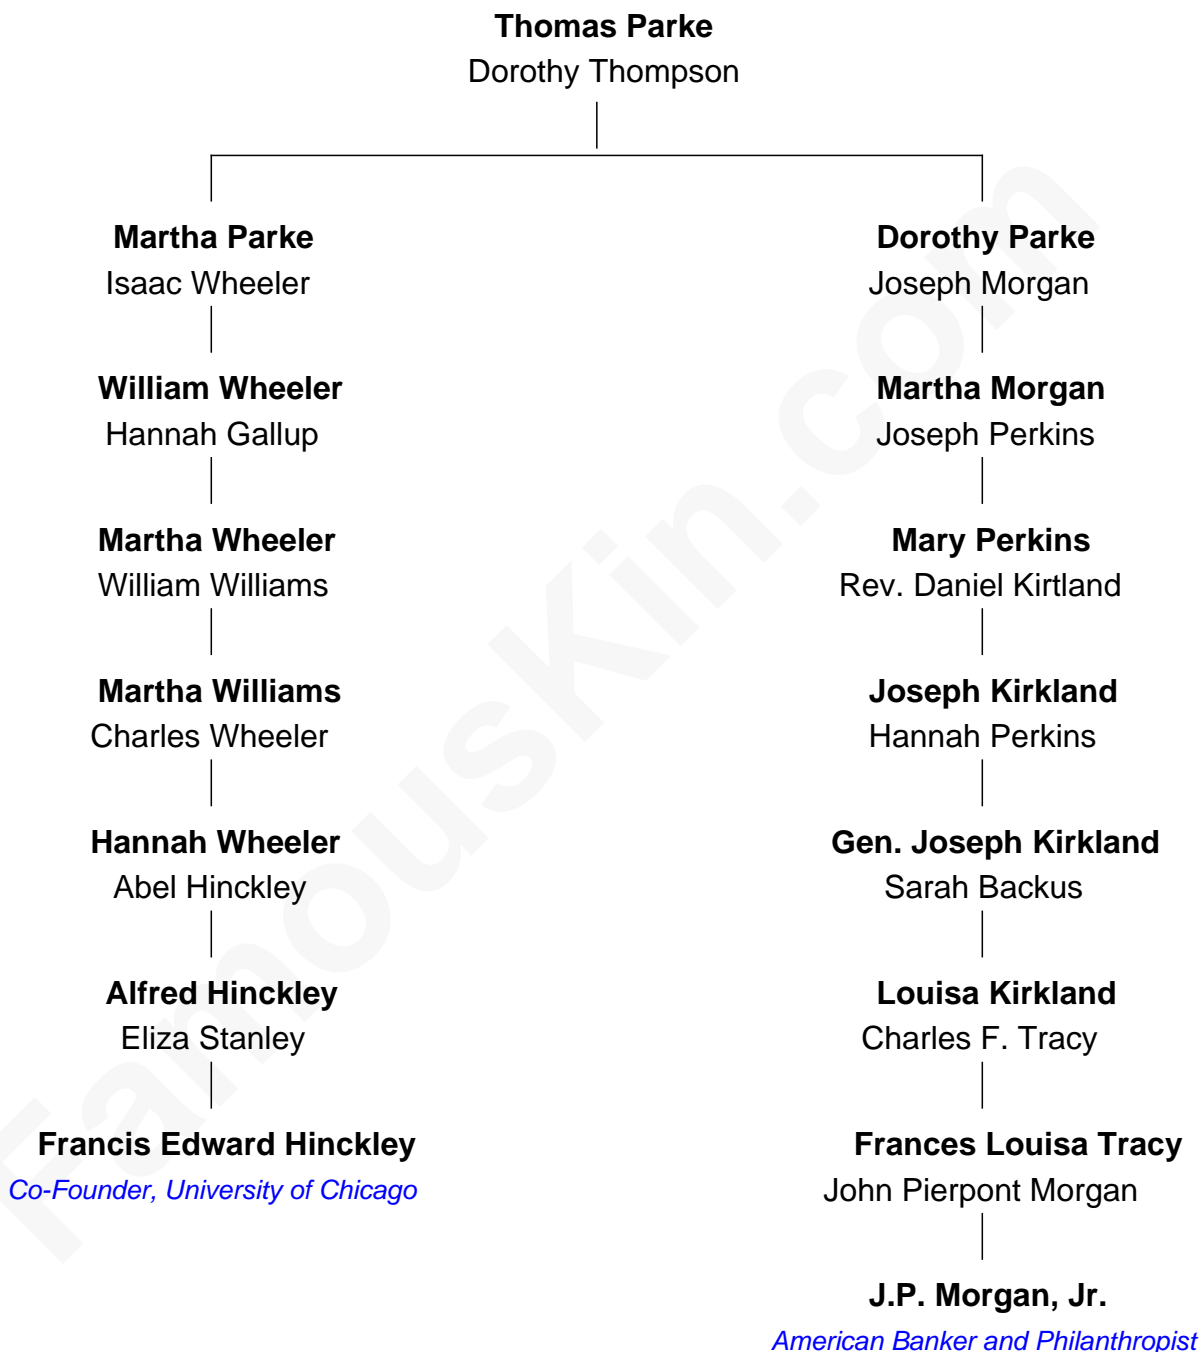 Thomas Parke
Dorothy Thompson
Martha Parke
Isaac Wheeler
Dorothy Parke
Joseph Morgan
William Wheeler
Hannah Gallup
Martha Morgan
Joseph Perkins
Martha Wheeler
William Williams
Mary Perkins
Rev. Daniel Kirtland
Martha Williams
Charles Wheeler
Joseph Kirkland
Hannah Perkins
Hannah Wheeler
Abel Hinckley
Gen. Joseph Kirkland
Sarah Backus
Alfred Hinckley
Eliza Stanley
Louisa Kirkland
Charles F. Tracy
Francis Edward Hinckley
Co-Founder, University of Chicago
Frances Louisa Tracy
John Pierpont Morgan
J.P. Morgan, Jr.
American Banker and Philanthropist
FamousKin.com